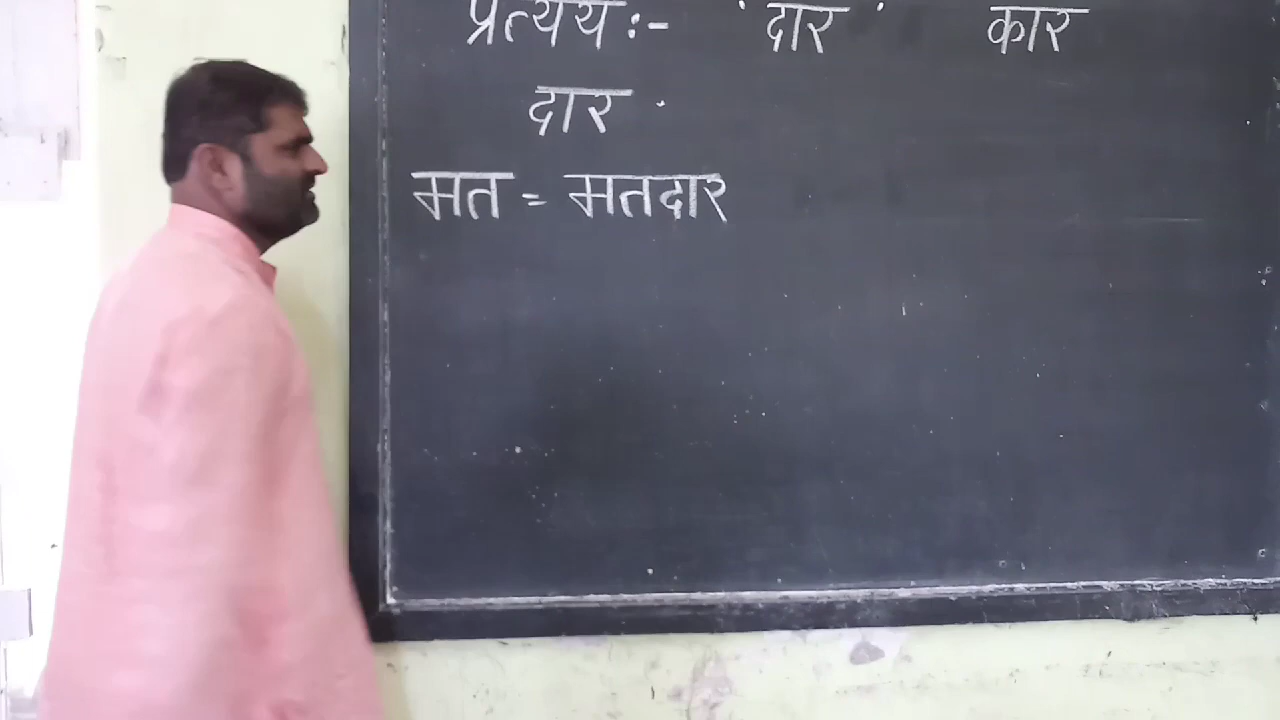 प्रत्यय :- 'दार' कार
दार
मत = मतदार